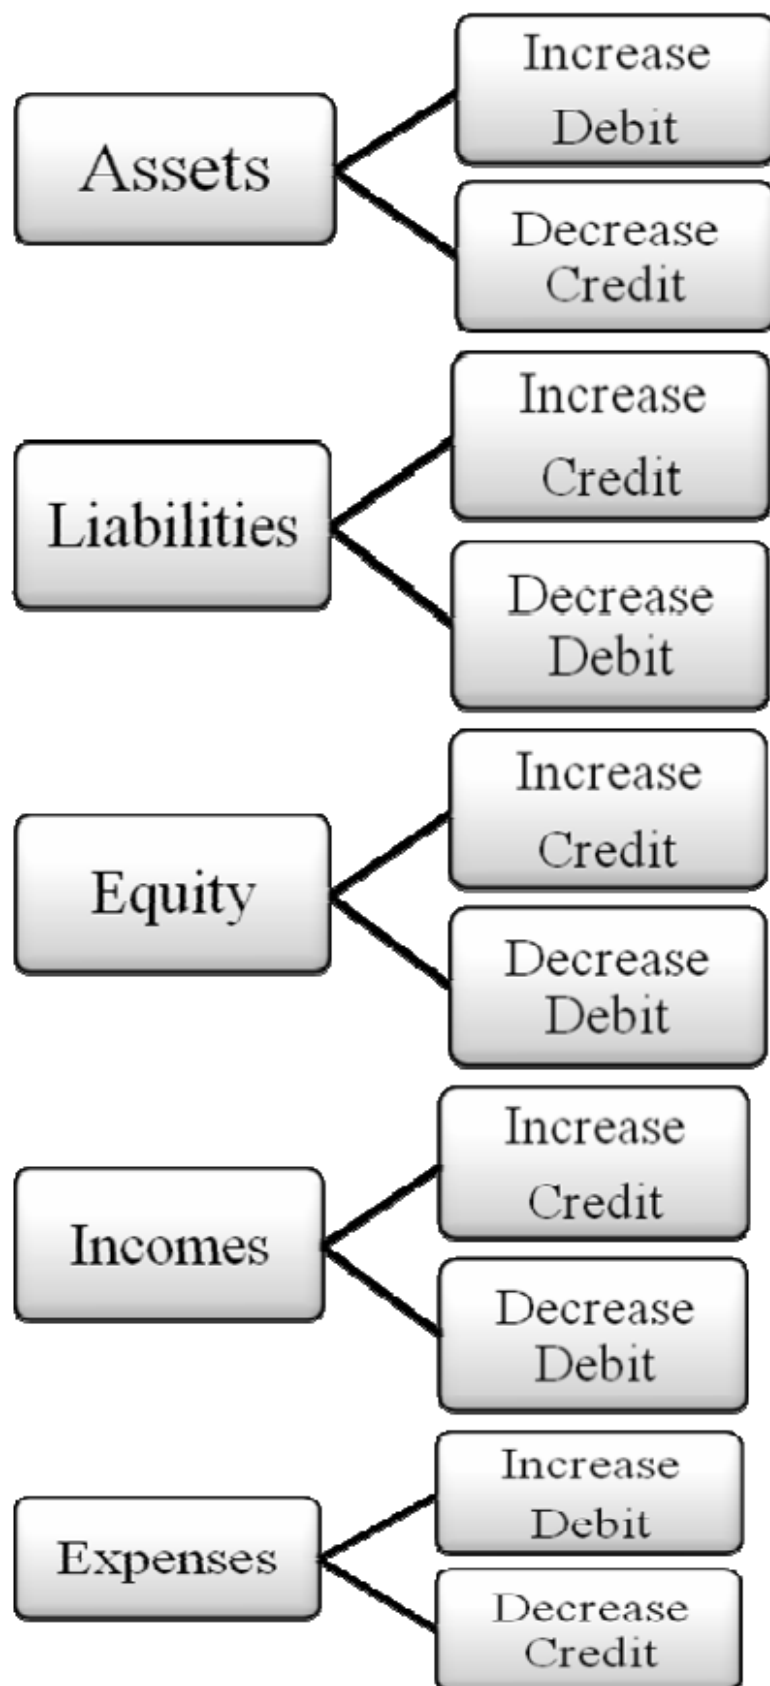 Assets
Increase
Debit
Decrease
Credit
Liabilities
Increase
Credit
Decrease
Debit
Equity
Increase
Credit
Decrease
Debit
Incomes
Increase
Credit
Decrease
Debit
Expenses
Increase
Debit
Decrease
Credit